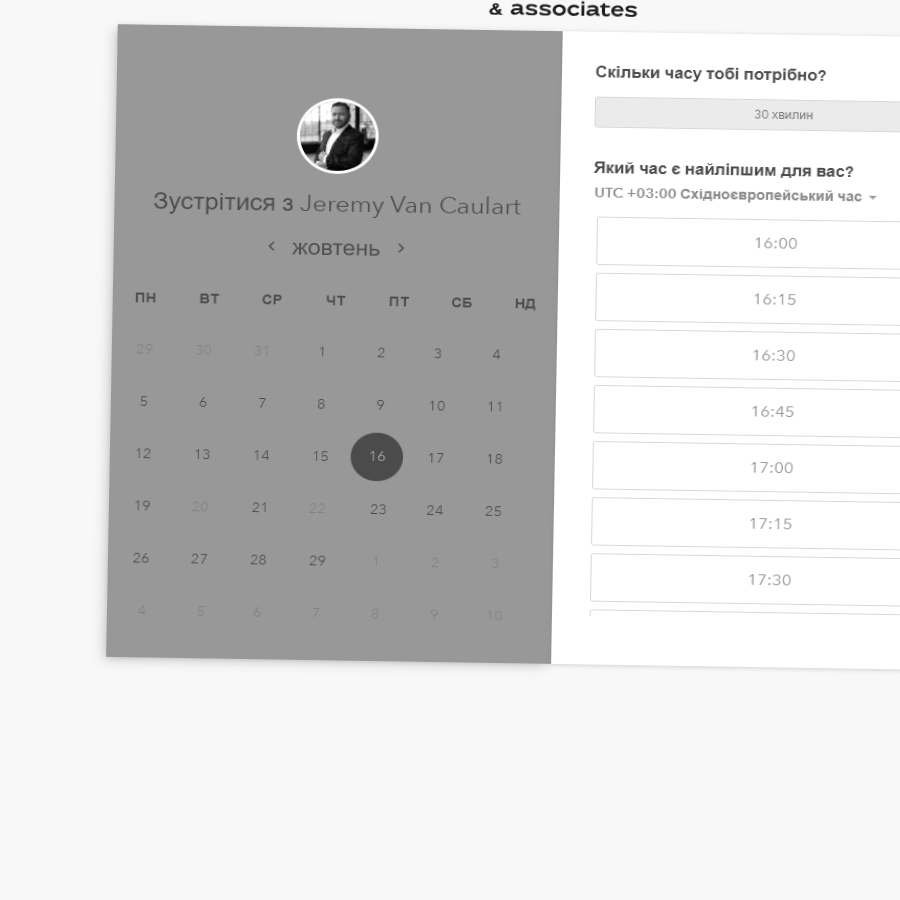 & associates
Зустрітися з Jeremy Van Caulart
жовтень
ПН ВТ СР ЧТ ПТ СБ НД
29 30 31 1 2 3 4
5 6 7 8 9 10 11
12 13 14 15 16 17 18
19 20 21 22 23 24 25
26 27 28 29 1 2 3
4 5 6 7 8 9 10
Скільки часу тобі потрібно?
30 хвилин
Який час є найліпшим для вас?
UTC +03:00 Східноєвропейський час
16:00
16:15
16:30
16:45
17:00
17:15
17:30